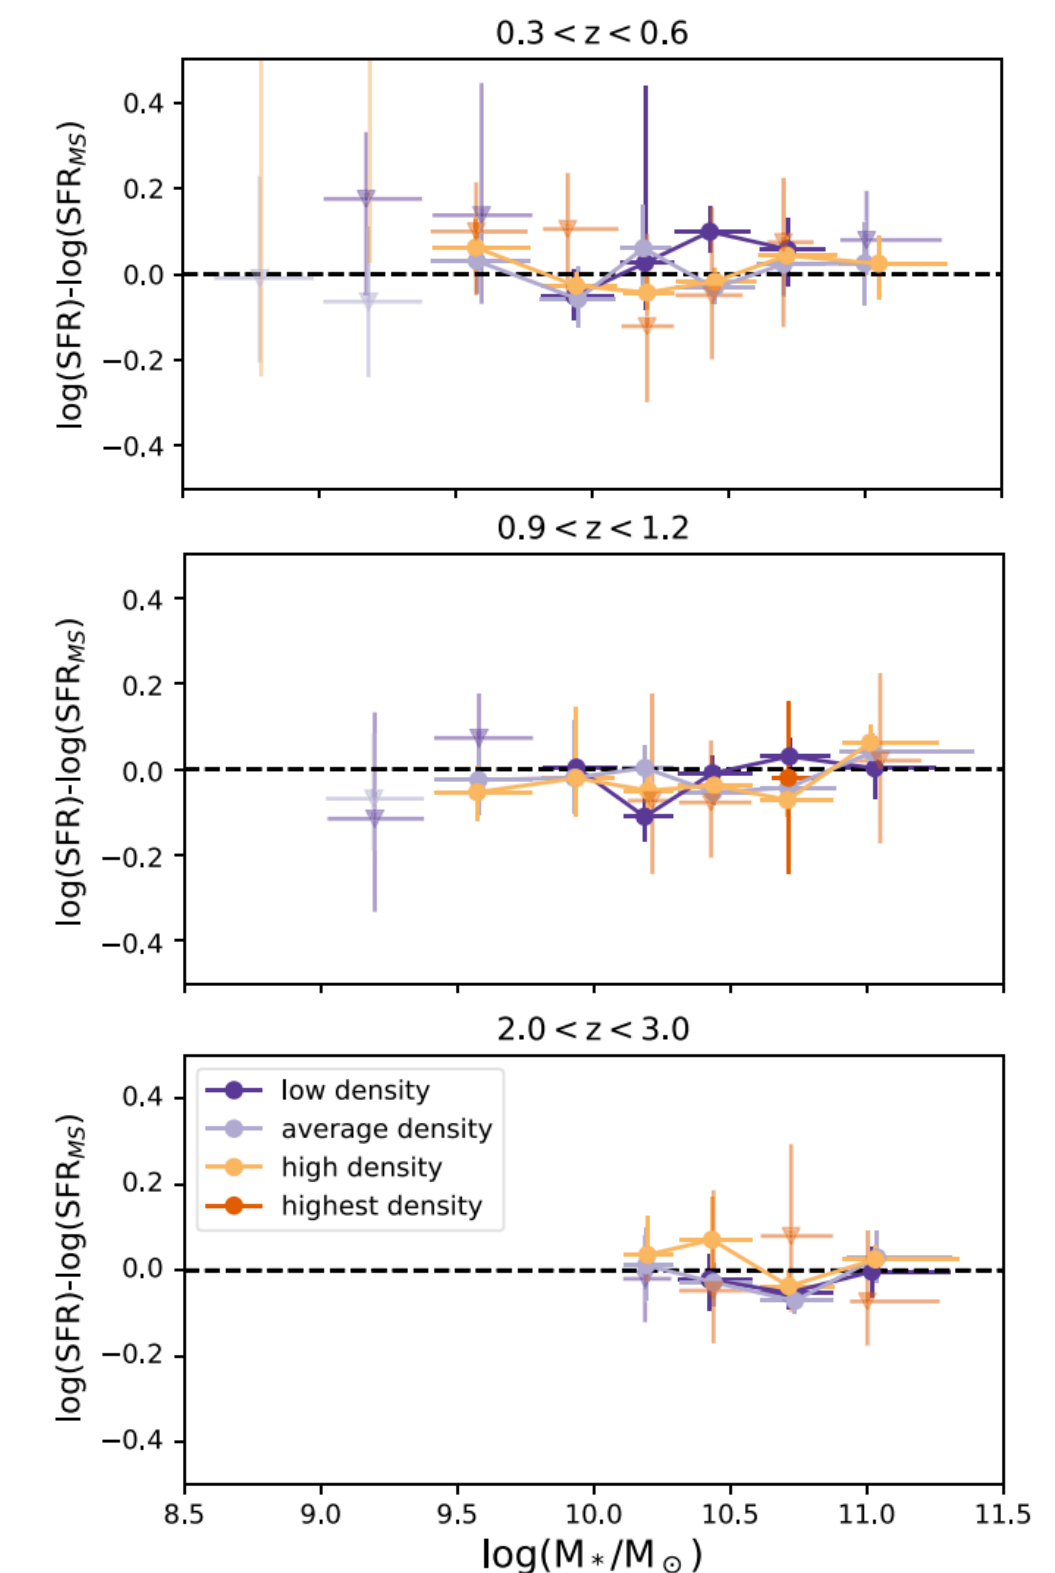 0.3 < z < 0.6
log(SFR)-log(SFR_MS)
0.4
0.2
0.0
−0.2
−0.4
0.9 < z < 1.2
log(SFR)-log(SFR_MS)
0.4
0.2
0.0
−0.2
−0.4
2.0 < z < 3.0
log(SFR)-log(SFR_MS)
0.4
0.2
0.0
−0.2
−0.4
low density
average density
high density
highest density
8.5 9.0 9.5 10.0 10.5 11.0 11.5
log(M∗/M⊙)